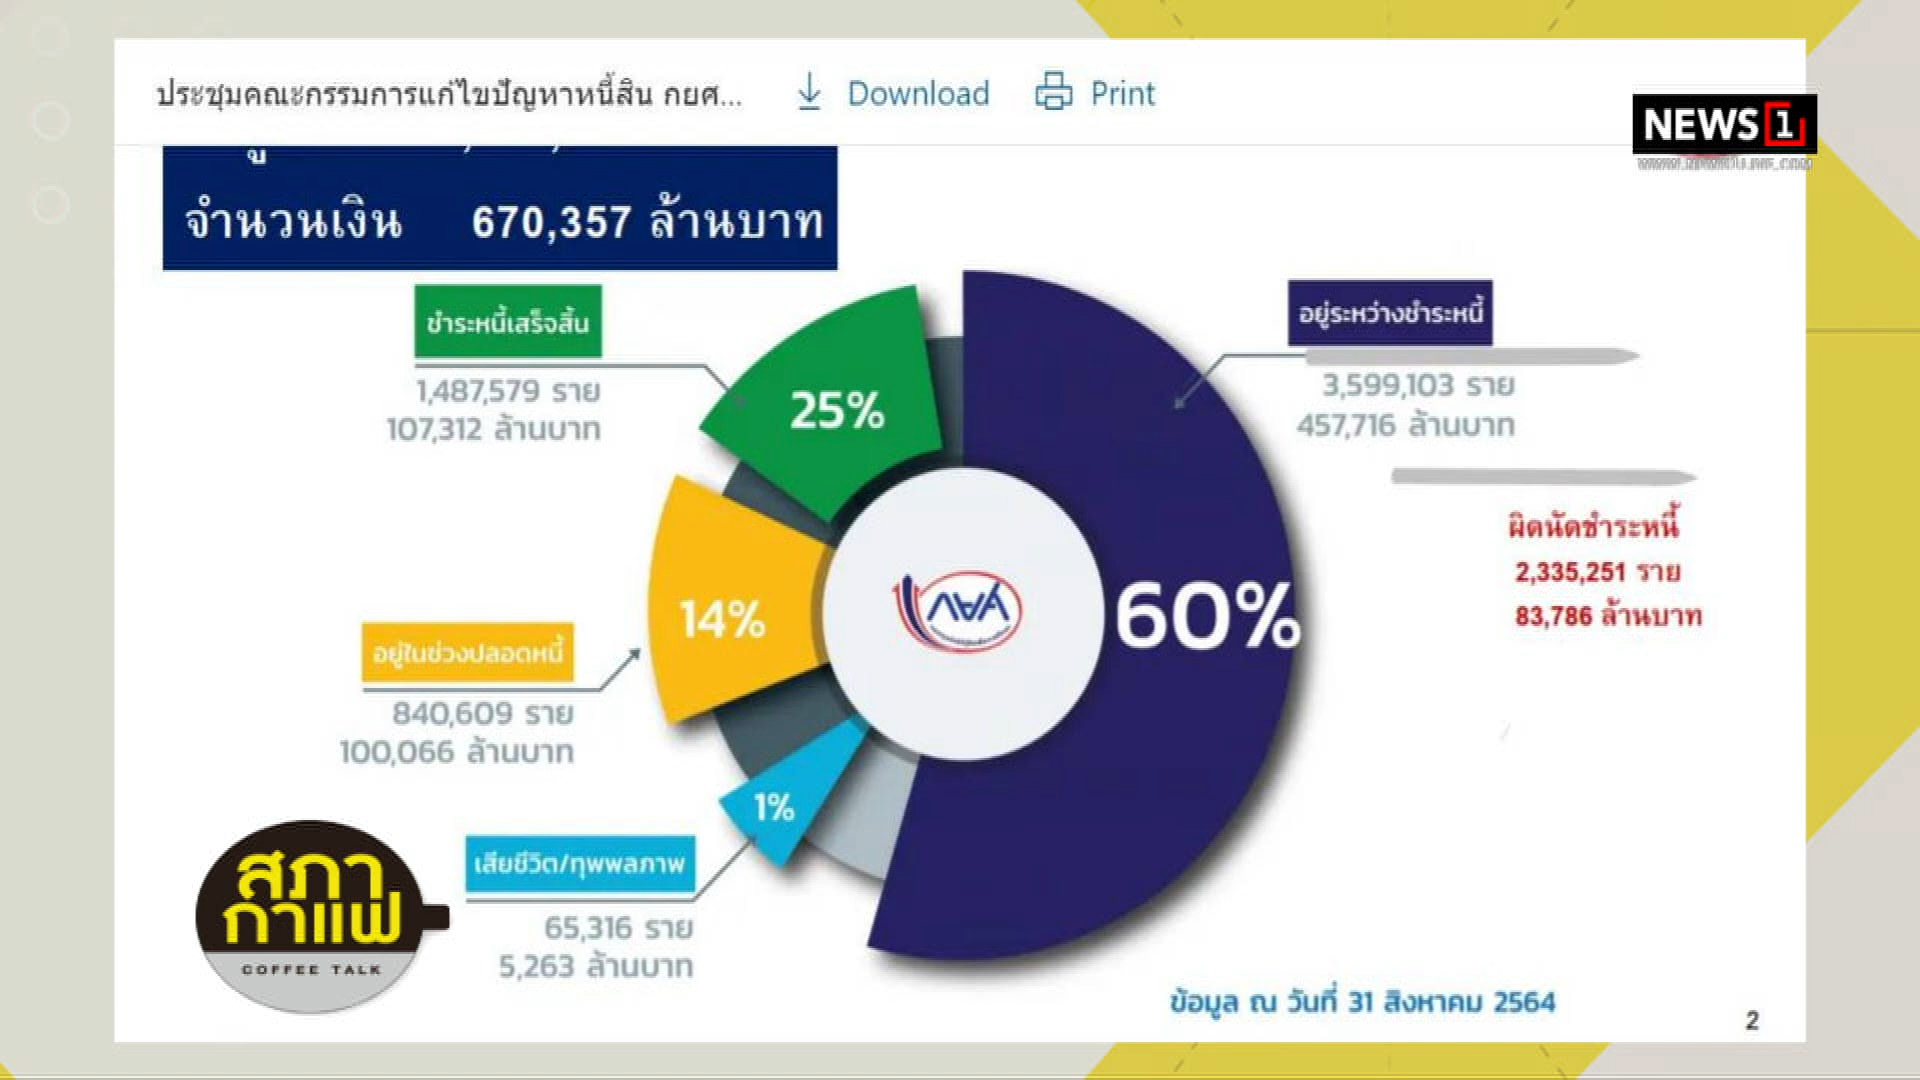 ประชุมคณะกรรมการแก้ไขปัญหาหนี้สิน กยศ...
Download
Print
NEWS 1
จำนวนเงิน 670,357 ล้านบาท
ชำระหนี้เสร็จสิ้น
1,487,579 ราย
107,312 ล้านบาท
25%
อยู่ระหว่างชำระหนี้
3,599,103 ราย
457,716 ล้านบาท
ผิดนัดชำระหนี้
2,335,251 ราย
83,786 ล้านบาท
60%
กยศ
14%
อยู่ในช่วงปลอดหนี้
840,609 ราย
100,066 ล้านบาท
1%
เสียชีวิต/ทุพพลภาพ
65,316 ราย
5,263 ล้านบาท
สภา
กาแฟ
COFFEE TALK
ข้อมูล ณ วันที่ 31 สิงหาคม 2564
2